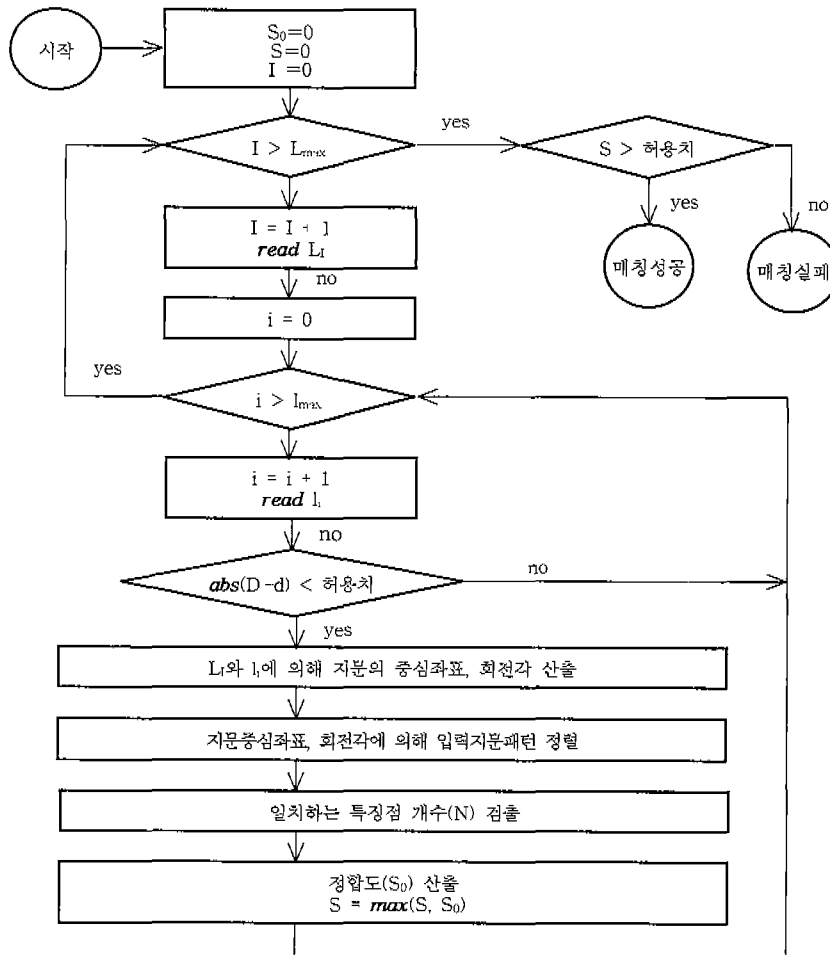 시작
S₀=0
S=0
I =0
I > Lmax
yes
S > 허용치
yes
no
매칭성공
매칭실패
I = I + 1
read L_I
no
i = 0
yes
i > Imax
i = i + 1
read l_i
no
abs(D-d) < 허용치
no
yes
L_I와 l_i에 의해 지문의 중심좌표, 회전각 산출
지문중심좌표, 회전각에 의해 입력지문패턴 정렬
일치하는 특징점 개수(N) 검출
정합도(S₀) 산출
S = max(S, S₀)